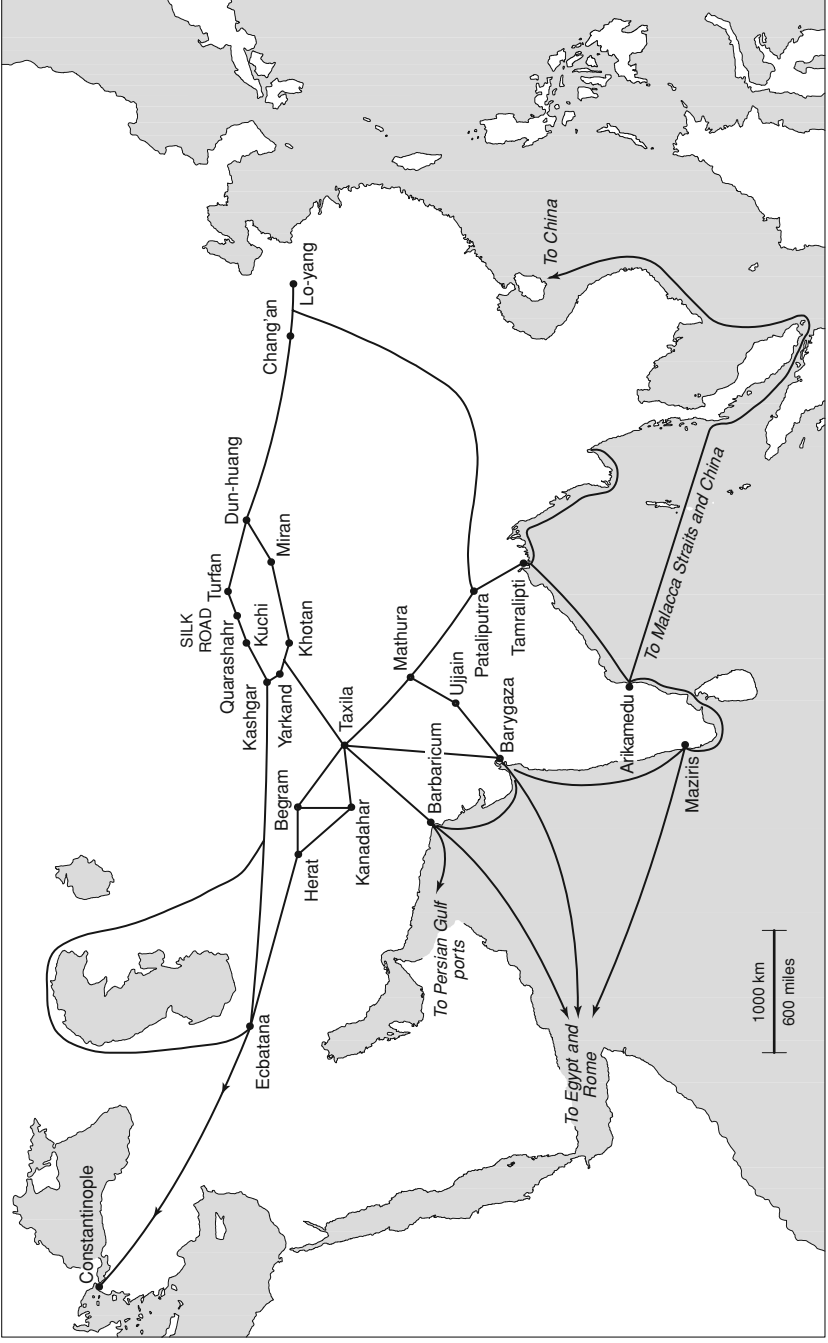 Constantinople
Ecbatana
Herat
Begram
Kanadahar
Taxila
Kashgar
Yarkand
Quarashahr
SILK
ROAD
Kuchi
Turfan
Khotan
Miran
Dun-huang
Chang'an
Lo-yang
Mathura
Ujjain
Pataliputra
Tamralipti
Barbaricum
Barygaza
Arikamedu
Maziris
To Persian Gulf
ports
To Egypt and
Rome
To Malacca Straits and China
To China
1000 km
600 miles